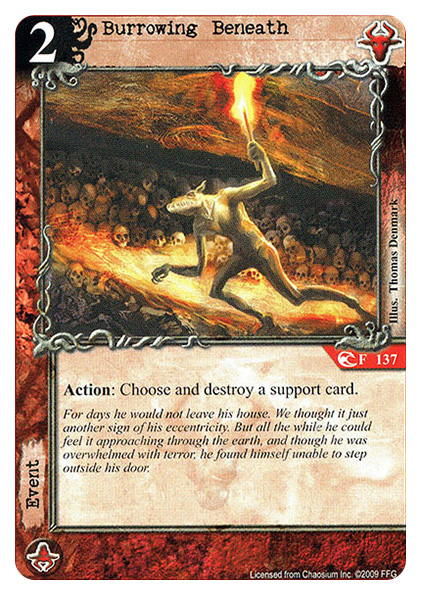 2
Burrowing Beneath
Illus. Thomas Denmark
F 137
Action: Choose and destroy a support card.
For days he would not leave his house. We thought it just
another sign of his eccentricity. But all the while he could
feel it approaching through the earth, and though he was
overwhelmed with terror, he found himself unable to step
outside his door.
Event
Licensed from Chaosium Inc. ©2009 FFG